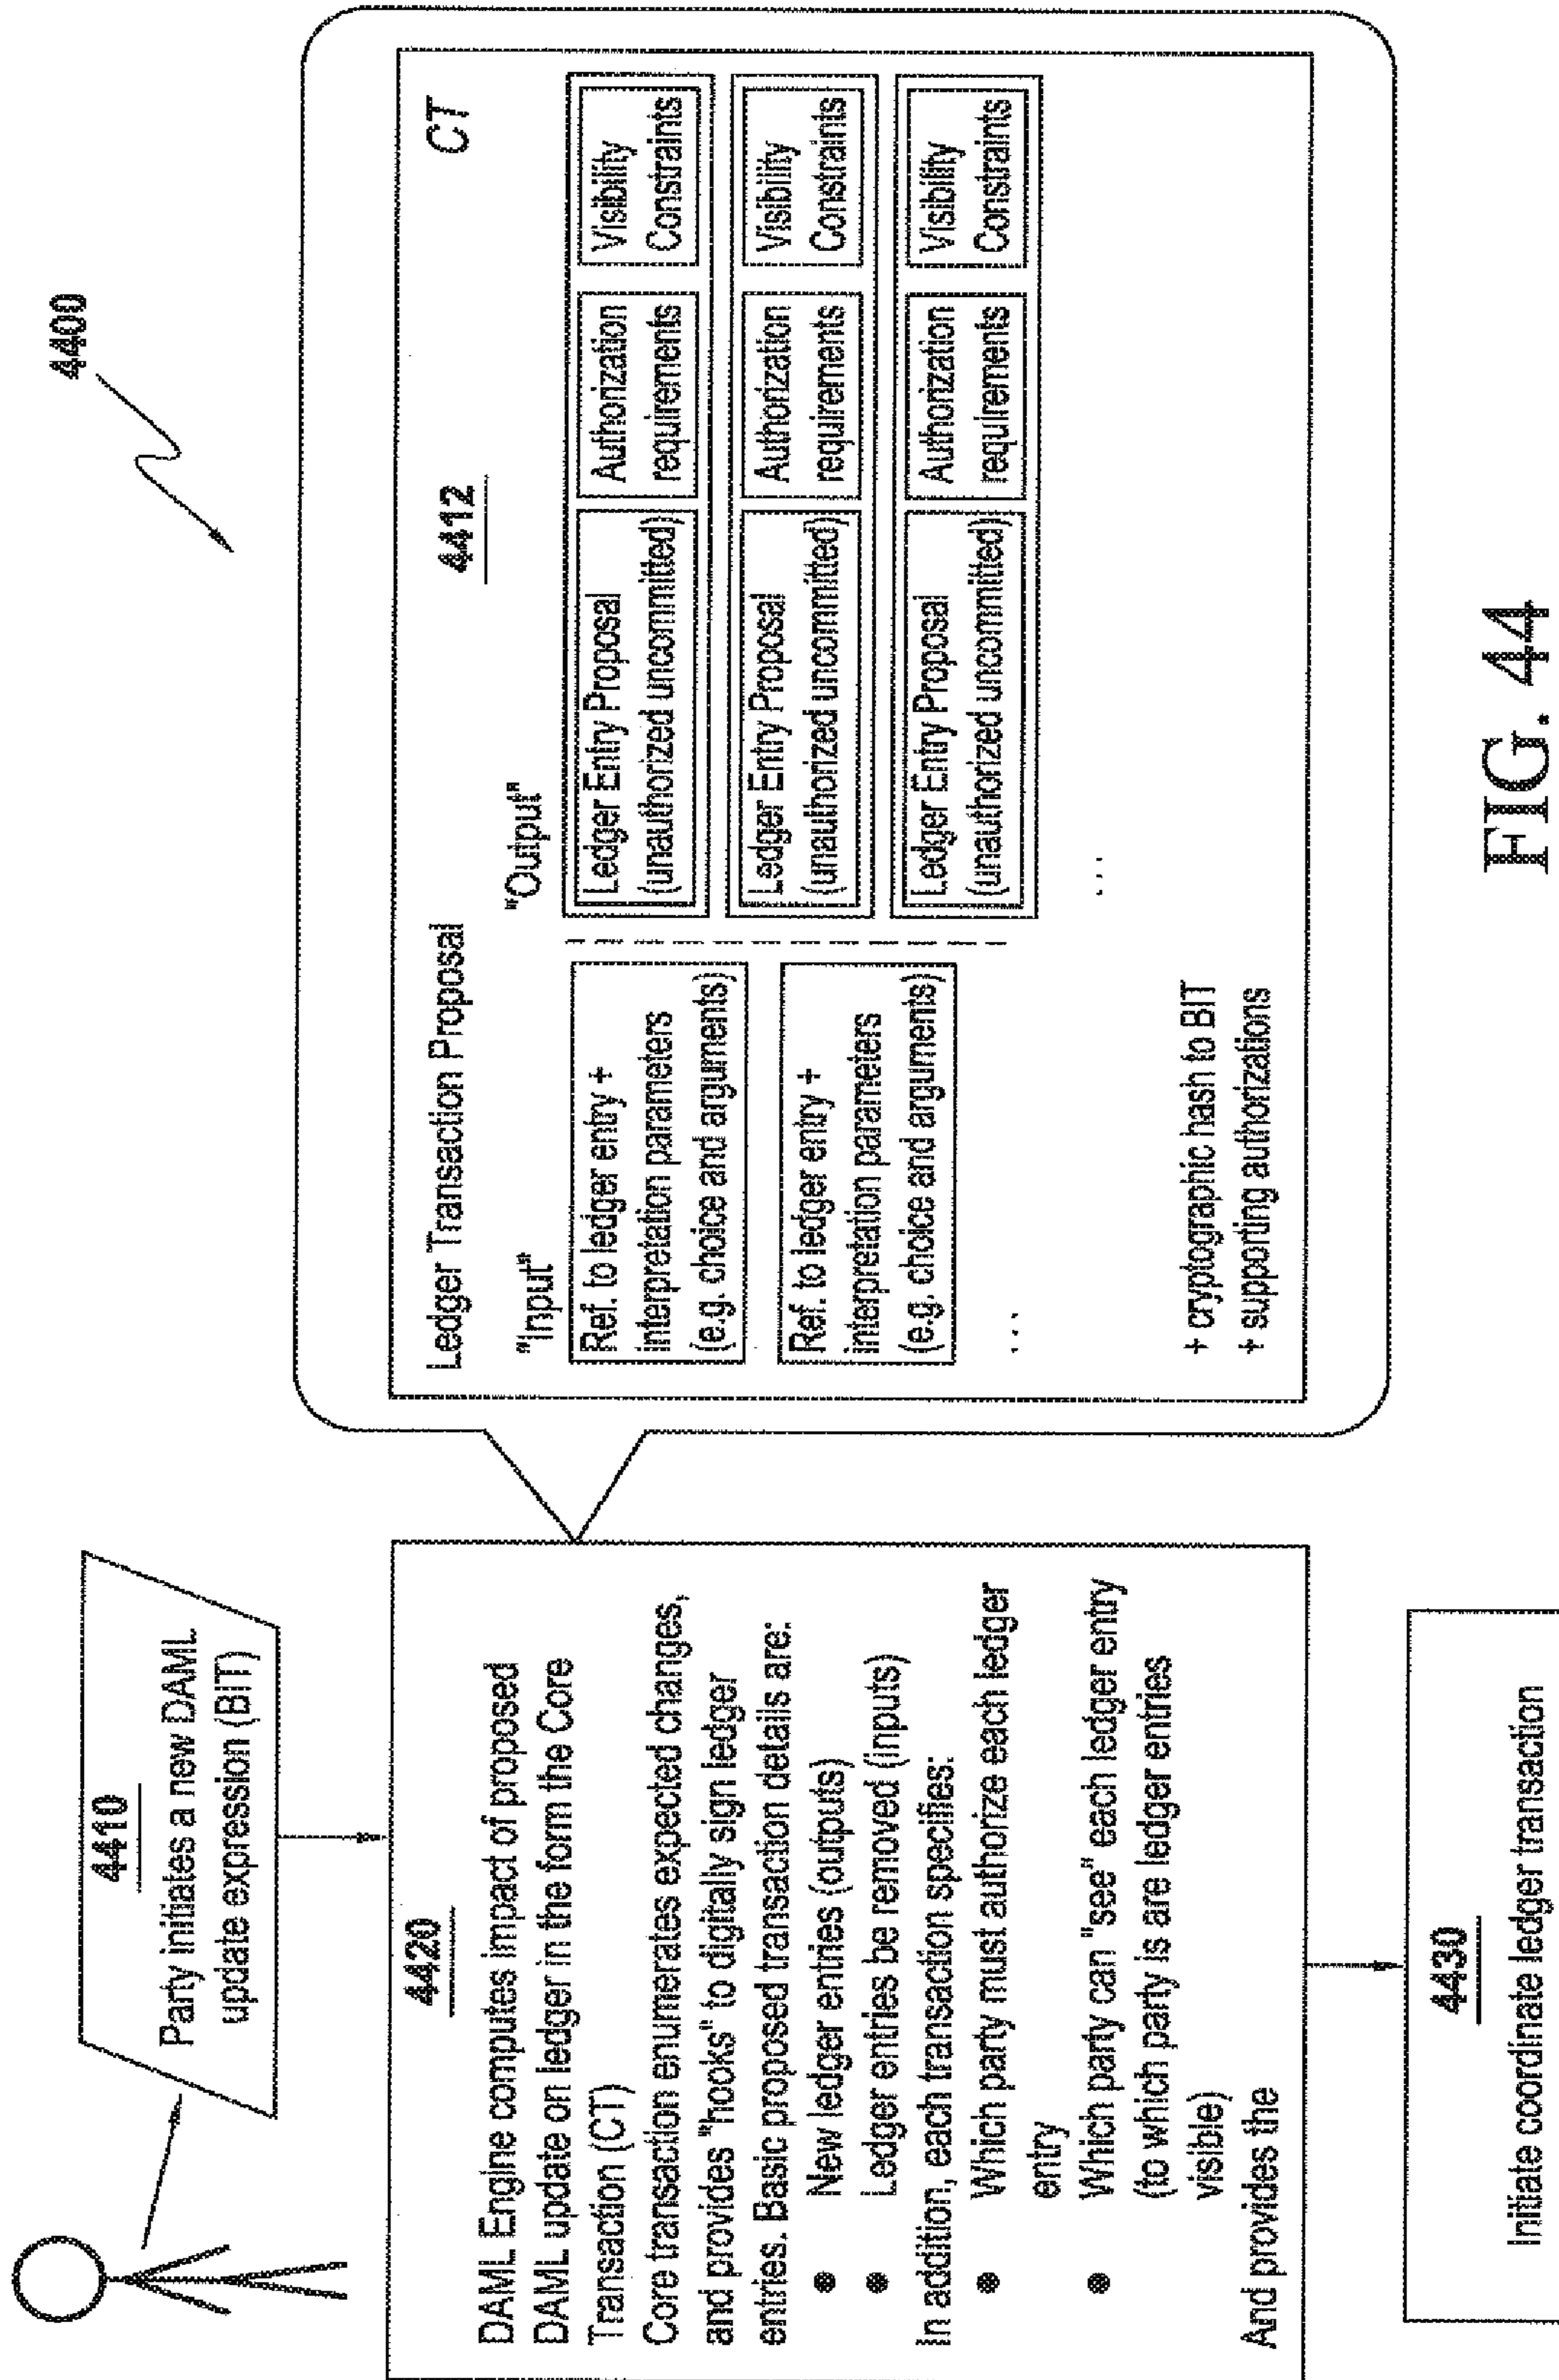 4400
4410
Party initiates a new DAML
update expression (BIT)
4420
DAML Engine computes impact of proposed
DAML update on ledger in the form the Core
Transaction (CT)
Core transaction enumerates expected changes,
and provides "hooks" to digitally sign ledger
entries. Basic proposed transaction details are:
● New ledger entries (outputs)
● Ledger entries be removed (inputs)
In addition, each transaction specifies:
● Which party must authorize each ledger
entry
● Which party can "see" each ledger entry
(to which party is are ledger entries
visible)
And provides the
4430
Initiate coordinate ledger transaction
Ledger Transaction Proposal
4412
CT
"Input"
Ref. to ledger entry +
interpretation parameters
(e.g. choice and arguments)
Ref. to ledger entry +
interpretation parameters
(e.g. choice and arguments)
...
"Output"
Ledger Entry Proposal
(unauthorized uncommitted)
Authorization
requirements
Visibility
Constraints
Ledger Entry Proposal
(unauthorized uncommitted)
Authorization
requirements
Visibility
Constraints
Ledger Entry Proposal
(unauthorized uncommitted)
Authorization
requirements
Visibility
Constraints
...
+ cryptographic hash to BIT
+ supporting authorizations
FIG. 44